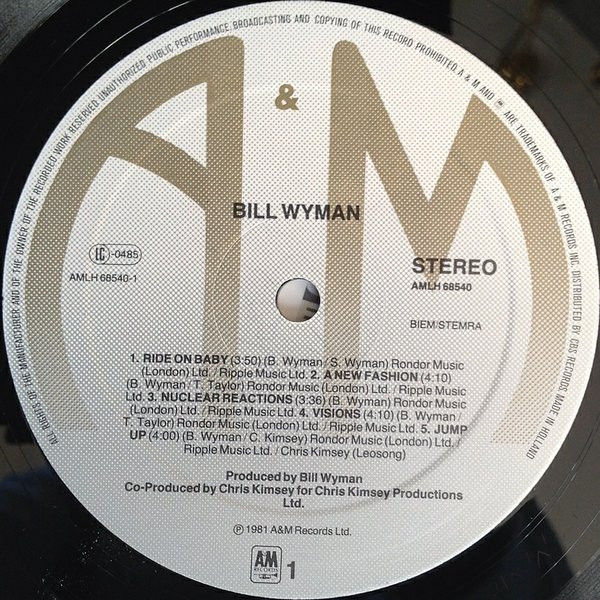 ALL RIGHTS OF THE MANUFACTURER AND OF THE OWNER OF THE RECORDED WORK RESERVED. UNAUTHORIZED PUBLIC PERFORMANCE, BROADCASTING AND COPYING OF THIS RECORD PROHIBITED. A & M AND ARE TRADEMARKS OF A & M RECORDS INC. DISTRIBUTED BY CBS RECORDS. MADE IN HOLLAND
A & M
BILL WYMAN
LC-0485
AMLH 68540-1
STEREO
AMLH 68540
BIEM/STEMRA
1. RIDE ON BABY (3:50) (B. Wyman / S. Wyman) Rondor Music
(London) Ltd. / Ripple Music Ltd. 2. A NEW FASHION (4:10)
(B. Wyman / T. Taylor) Rondor Music (London) Ltd. / Ripple Music
Ltd. 3. NUCLEAR REACTIONS (3:36) (B. Wyman) Rondor Music
(London) Ltd. / Ripple Music Ltd. 4. VISIONS (4:10) (B. Wyman /
T. Taylor) Rondor Music (London) Ltd. / Ripple Music Ltd. 5. JUMP
UP (4:00) (B. Wyman / C. Kimsey) Rondor Music (London) Ltd. /
Ripple Music Ltd. / Chris Kimsey (Leosong)
Produced by Bill Wyman
Co-Produced by Chris Kimsey for Chris Kimsey Productions
Ltd.
℗ 1981 A&M Records Ltd.
AM
RECORDS
1